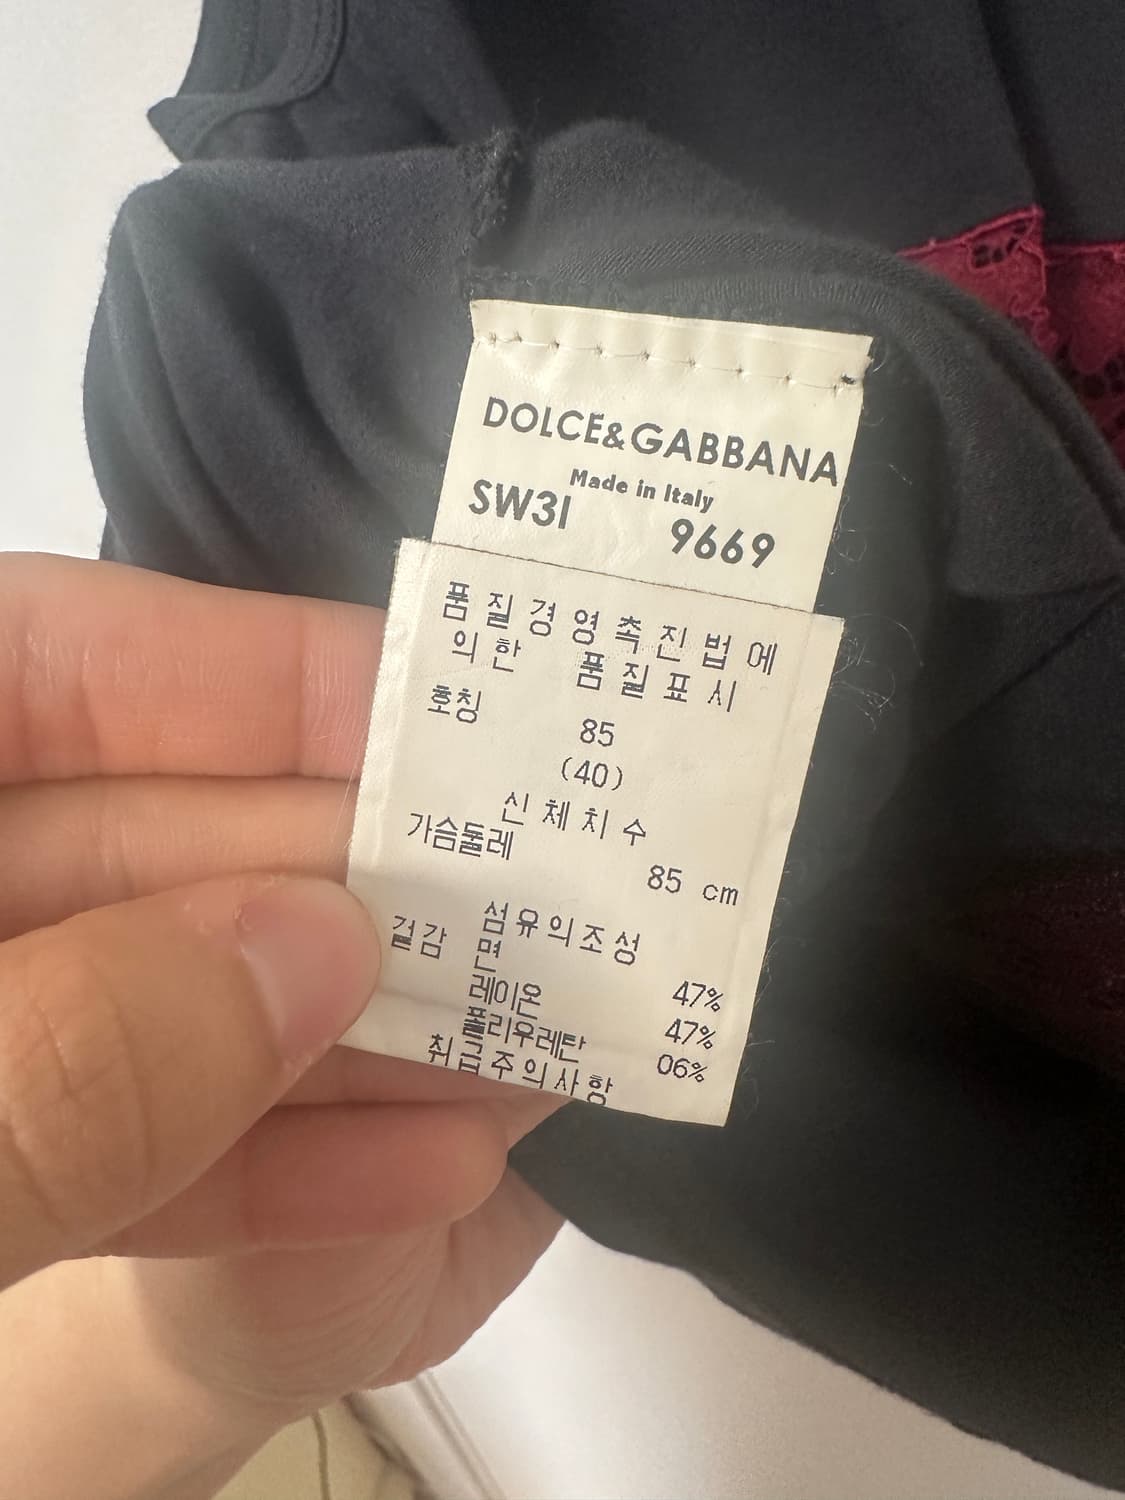 DOLCE&GABBANA
Made in Italy
SW31 9669
품질경영촉진법에
의한 품질표시
호칭 85
(40)
신체치수
가슴둘레
85 cm
섬유의조성
겉감 면 47%
레이온 47%
폴리우레탄 06%
취급주의사항